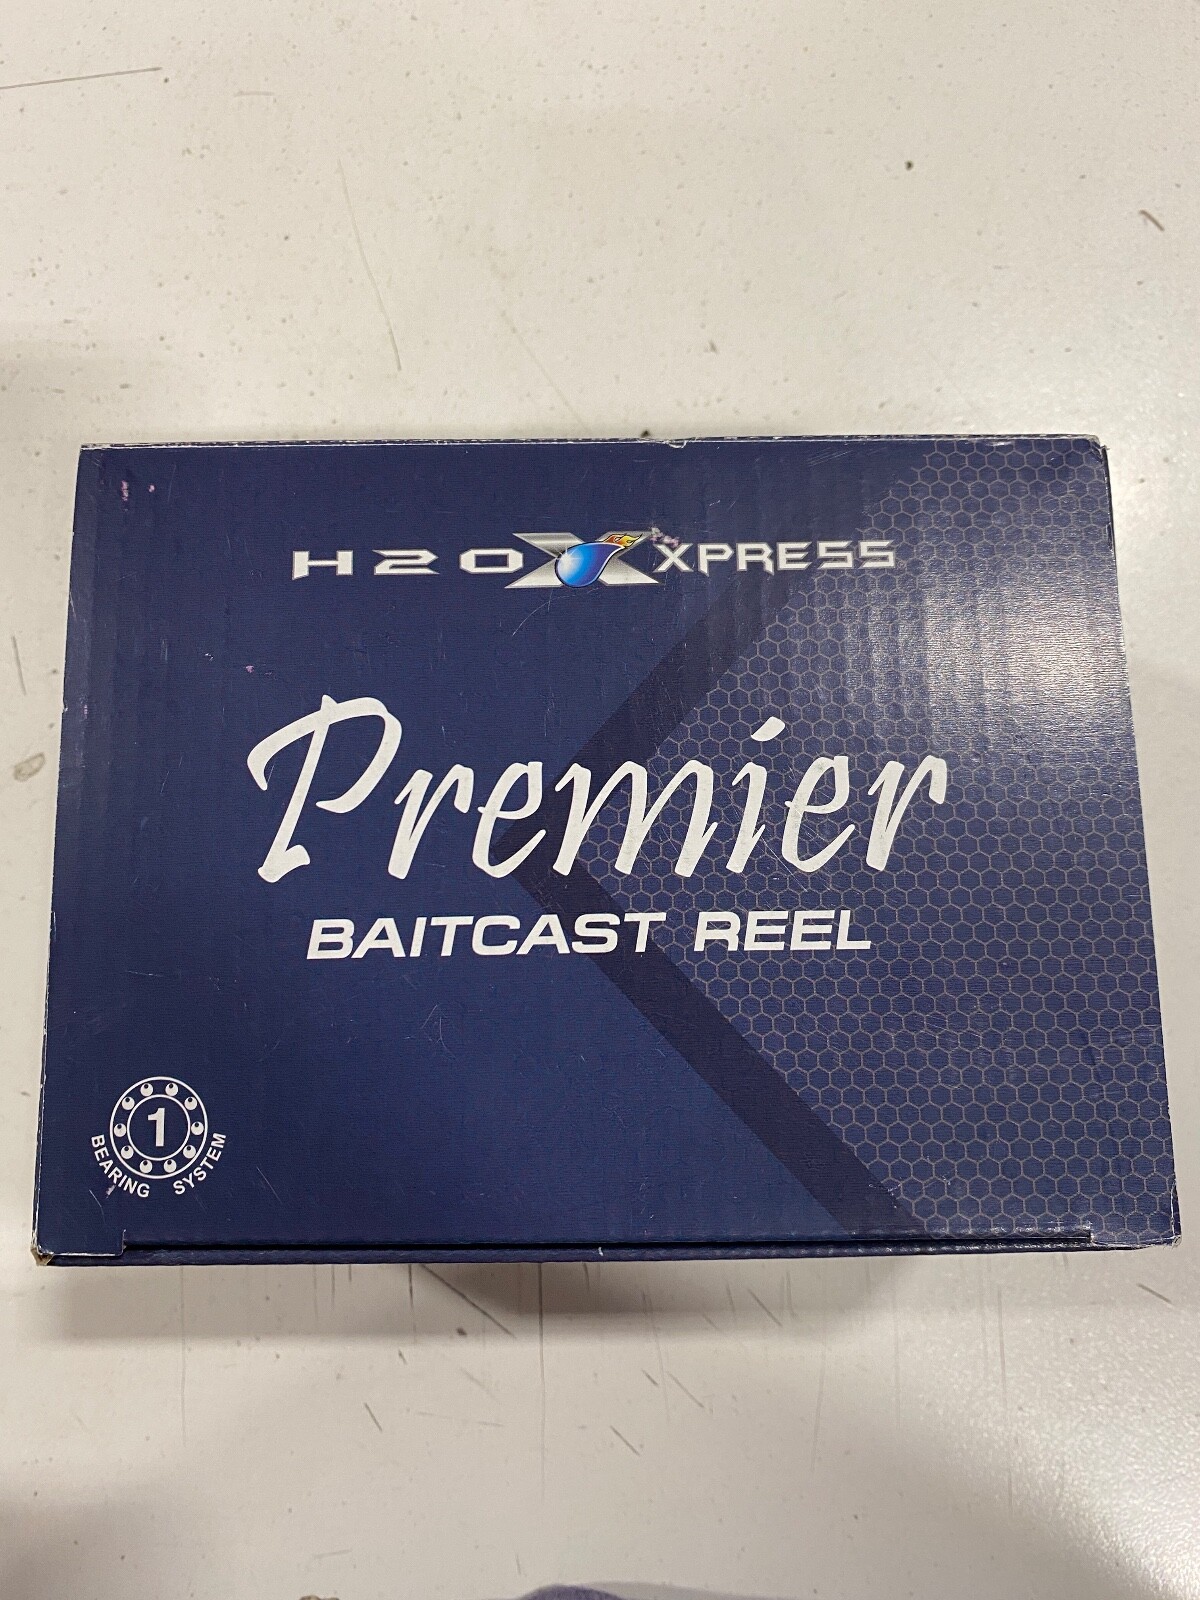 H2O X XPRESS
Premier
BAITCAST REEL
1
BEARING SYSTEM